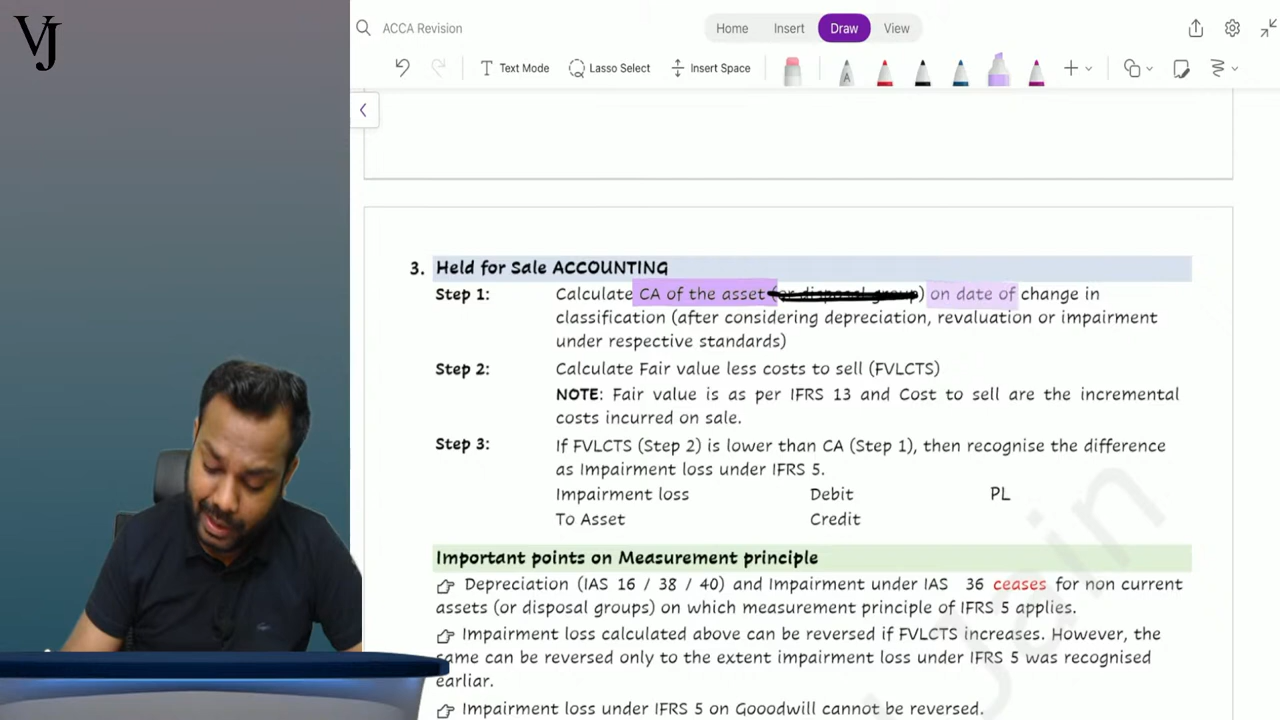 VJ
ACCA Revision
Home
Insert
Draw
View
Text Mode
Lasso Select
Insert Space
A
3. Held for Sale ACCOUNTING
Step 1: Calculate CA of the asset (or disposal group) on date of change in
classification (after considering depreciation, revaluation or impairment
under respective standards)
Step 2: Calculate Fair value less costs to sell (FVLCTS)
NOTE: Fair value is as per IFRS 13 and Cost to sell are the incremental
costs incurred on sale.
Step 3: If FVLCTS (Step 2) is lower than CA (Step 1), then recognise the difference
as Impairment loss under IFRS 5.
Impairment loss Debit PL
To Asset Credit
Important points on Measurement principle
Depreciation (IAS 16 / 38 / 40) and Impairment under IAS 36 ceases for non current
assets (or disposal groups) on which measurement principle of IFRS 5 applies.
Impairment loss calculated above can be reversed if FVLCTS increases. However, the
same can be reversed only to the extent impairment loss under IFRS 5 was recognised
earliar.
Impairment loss under IFRS 5 on Gooodwill cannot be reversed.
Jain